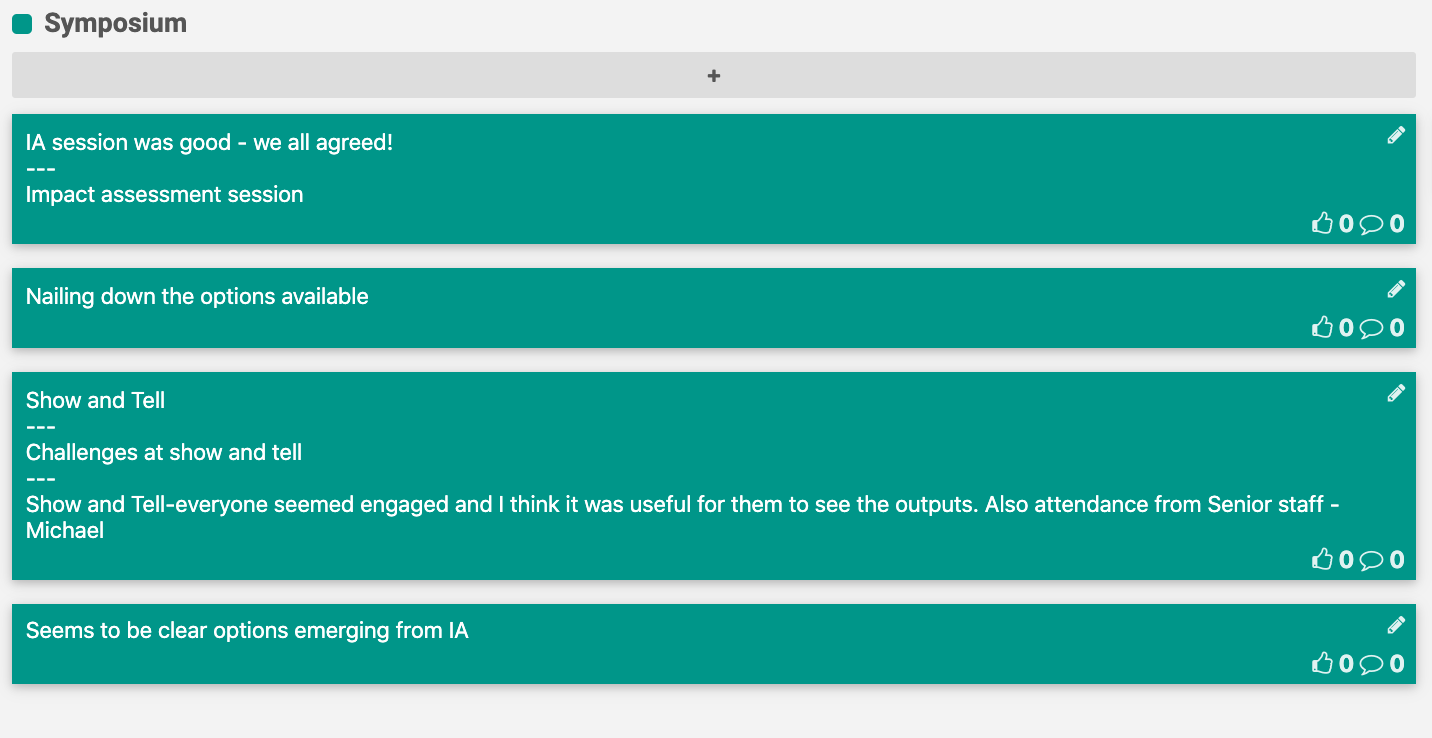 Symposium
+
IA session was good - we all agreed!
---
Impact assessment session
0 0
Nailing down the options available
0 0
Show and Tell
---
Challenges at show and tell
---
Show and Tell-everyone seemed engaged and I think it was useful for them to see the outputs. Also attendance from Senior staff -
Michael
0 0
Seems to be clear options emerging from IA
0 0